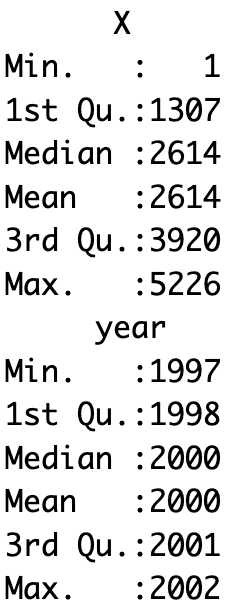 X
Min.   :   1
1st Qu.:1307
Median :2614
Mean   :2614
3rd Qu.:3920
Max.   :5226
year
Min.   :1997
1st Qu.:1998
Median :2000
Mean   :2000
3rd Qu.:2001
Max.   :2002